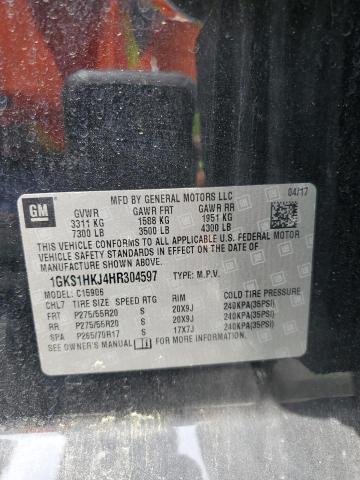 GM
MFD BY GENERAL MOTORS LLC 04/17
GVWR GAWR FRT GAWR RR
3311 KG 1588 KG 1951 KG
7300 LB 3500 LB 4300 LB
THIS VEHICLE CONFORMS TO ALL APPLICABLE U.S. FEDERAL MOTOR
VEHICLE SAFETY STANDARDS IN EFFECT ON THE DATE OF
MANUFACTURE SHOWN ABOVE.
1GKS1HKJ4HR304597 TYPE: M.P.V.
MODEL: C15906
CHL7 TIRE SIZE SPEED RTG RIM COLD TIRE PRESSURE
FRT P275/55R20 S 20X9J 240KPA(35PSI)
RR P275/55R20 S 20X9J 240KPA(35PSI)
SPA P265/70R17 S 17X7J 240KPA(35PSI)
SEE OWNER'S MANUAL FOR ADDITIONAL INFORMATION.